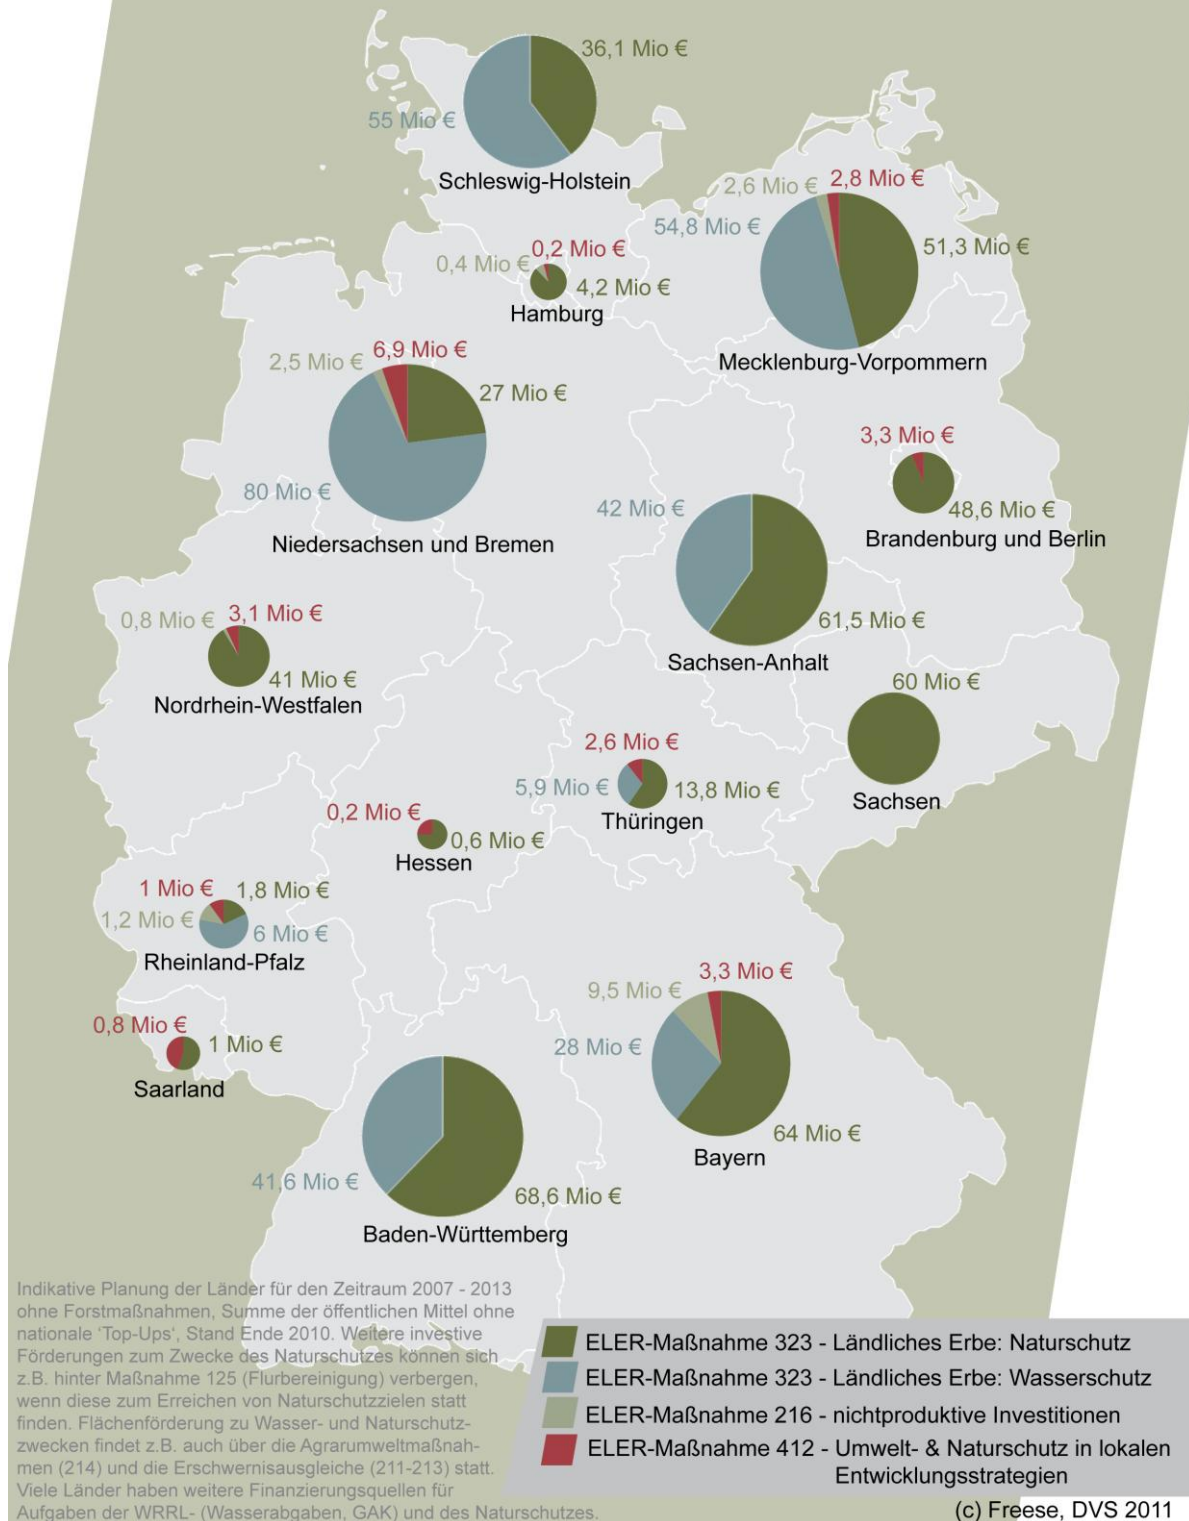 36,1 Mio €
55 Mio €
Schleswig-Holstein
2,6 Mio €
2,8 Mio €
54,8 Mio €
51,3 Mio €
Mecklenburg-Vorpommern
0,2 Mio €
0,4 Mio €
4,2 Mio €
Hamburg
2,5 Mio €
6,9 Mio €
27 Mio €
80 Mio €
Niedersachsen und Bremen
3,3 Mio €
48,6 Mio €
Brandenburg und Berlin
42 Mio €
61,5 Mio €
Sachsen-Anhalt
0,8 Mio €
3,1 Mio €
41 Mio €
Nordrhein-Westfalen
60 Mio €
Sachsen
2,6 Mio €
5,9 Mio €
13,8 Mio €
Thüringen
0,2 Mio €
0,6 Mio €
Hessen
1 Mio €
1,8 Mio €
1,2 Mio €
6 Mio €
Rheinland-Pfalz
3,3 Mio €
9,5 Mio €
28 Mio €
64 Mio €
Bayern
0,8 Mio €
1 Mio €
Saarland
41,6 Mio €
68,6 Mio €
Baden-Württemberg
Indikative Planung der Länder für den Zeitraum 2007 - 2013
ohne Forstmaßnahmen, Summe der öffentlichen Mittel ohne
nationale 'Top-Ups', Stand Ende 2010. Weitere investive
Förderungen zum Zwecke des Naturschutzes können sich
z.B. hinter Maßnahme 125 (Flurbereinigung) verbergen,
wenn diese zum Erreichen von Naturschutzzielen statt
finden. Flächenförderung zu Wasser- und Naturschutz-
zwecken findet z.B. auch über die Agrarumweltmaßnah-
men (214) und die Erschwernisausgleiche (211-213) statt.
Viele Länder haben weitere Finanzierungsquellen für
Aufgaben der WRRL- (Wasserabgaben, GAK) und des Naturschutzes.
ELER-Maßnahme 323 - Ländliches Erbe: Naturschutz
ELER-Maßnahme 323 - Ländliches Erbe: Wasserschutz
ELER-Maßnahme 216 - nichtproduktive Investitionen
ELER-Maßnahme 412 - Umwelt- & Naturschutz in lokalen
Entwicklungsstrategien
(c) Freese, DVS 2011